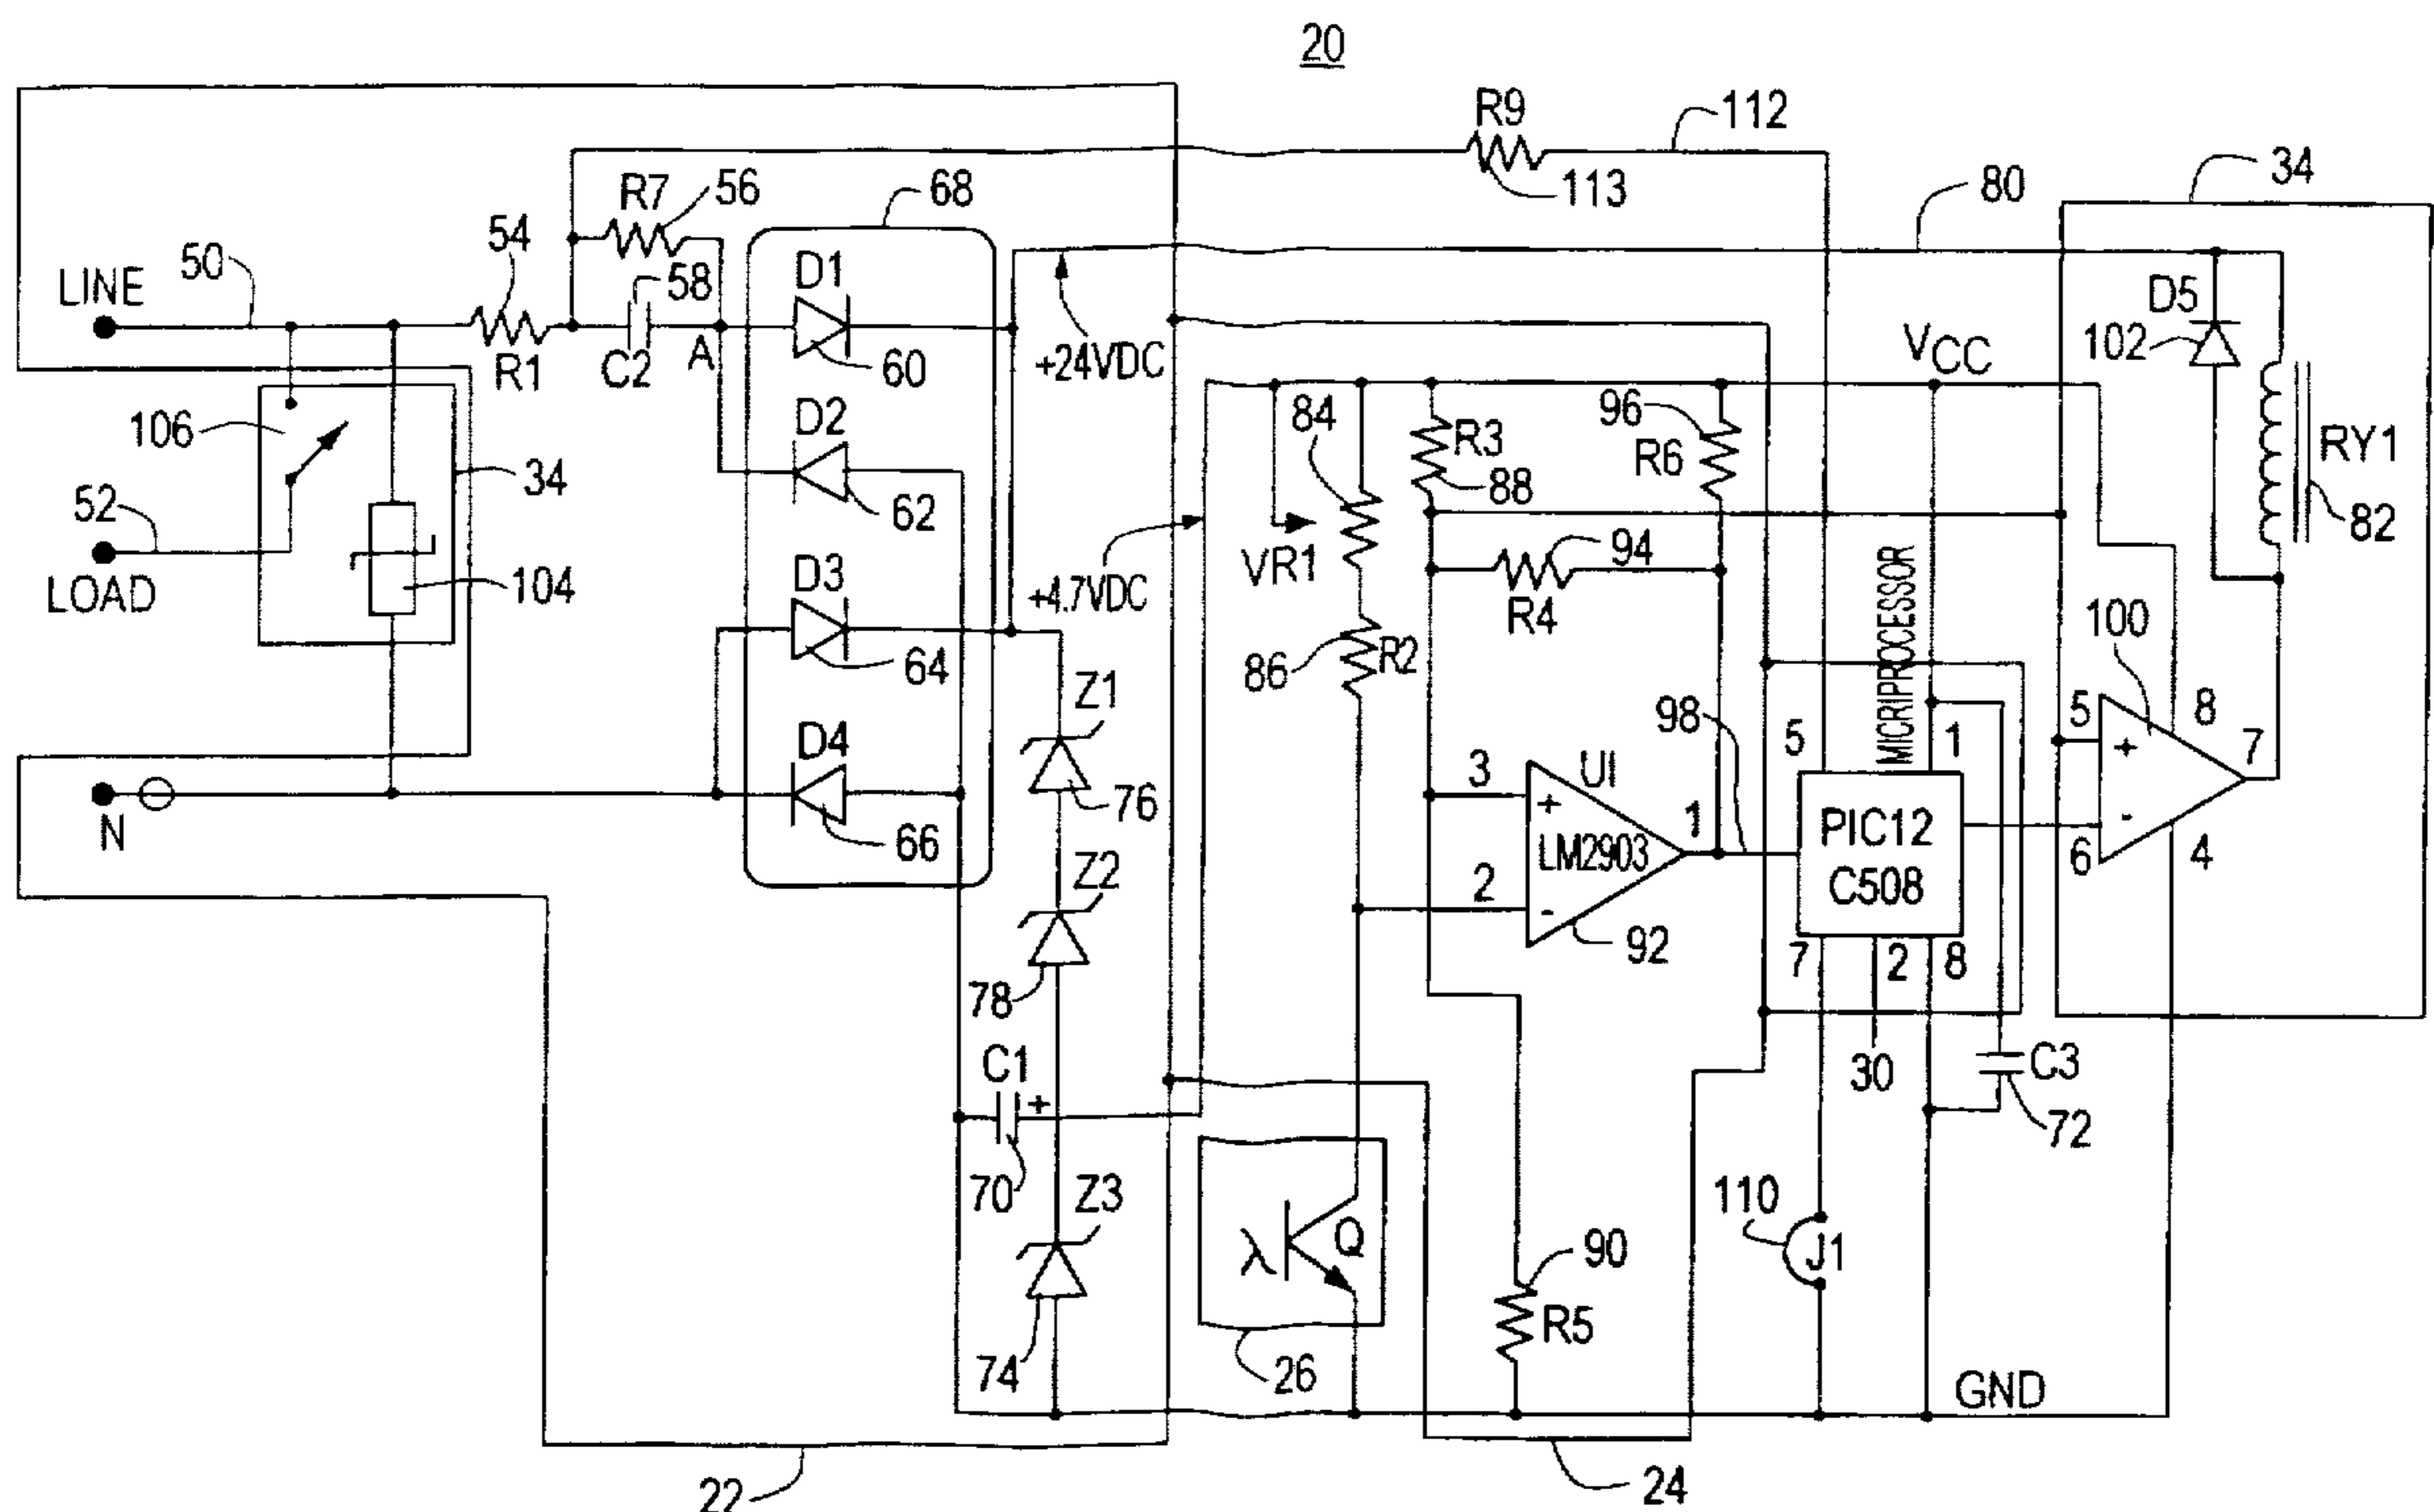 20
R9
112
113
34
80
R7
56
68
54
50
LINE
58
D1
R1
C2
A
60
+24VDC
VCC
D5
102
106
D2
84
R3
96
R6
RY1
34
88
82
52
62
VR1
94
LOAD
104
D3
+4.7VDC
R4
MICRIPROCESSOR
100
86
R2
64
Z1
98
5
1
5
8
+
7
D4
3
UI
N
76
+
1
PIC12
-
66
LM2903
6
4
Z2
2
C508
-
92
7
2
8
78
C1
30
C3
+
72
70
Z3
110
λ
Q
90
J1
R5
74
26
GND
22
24